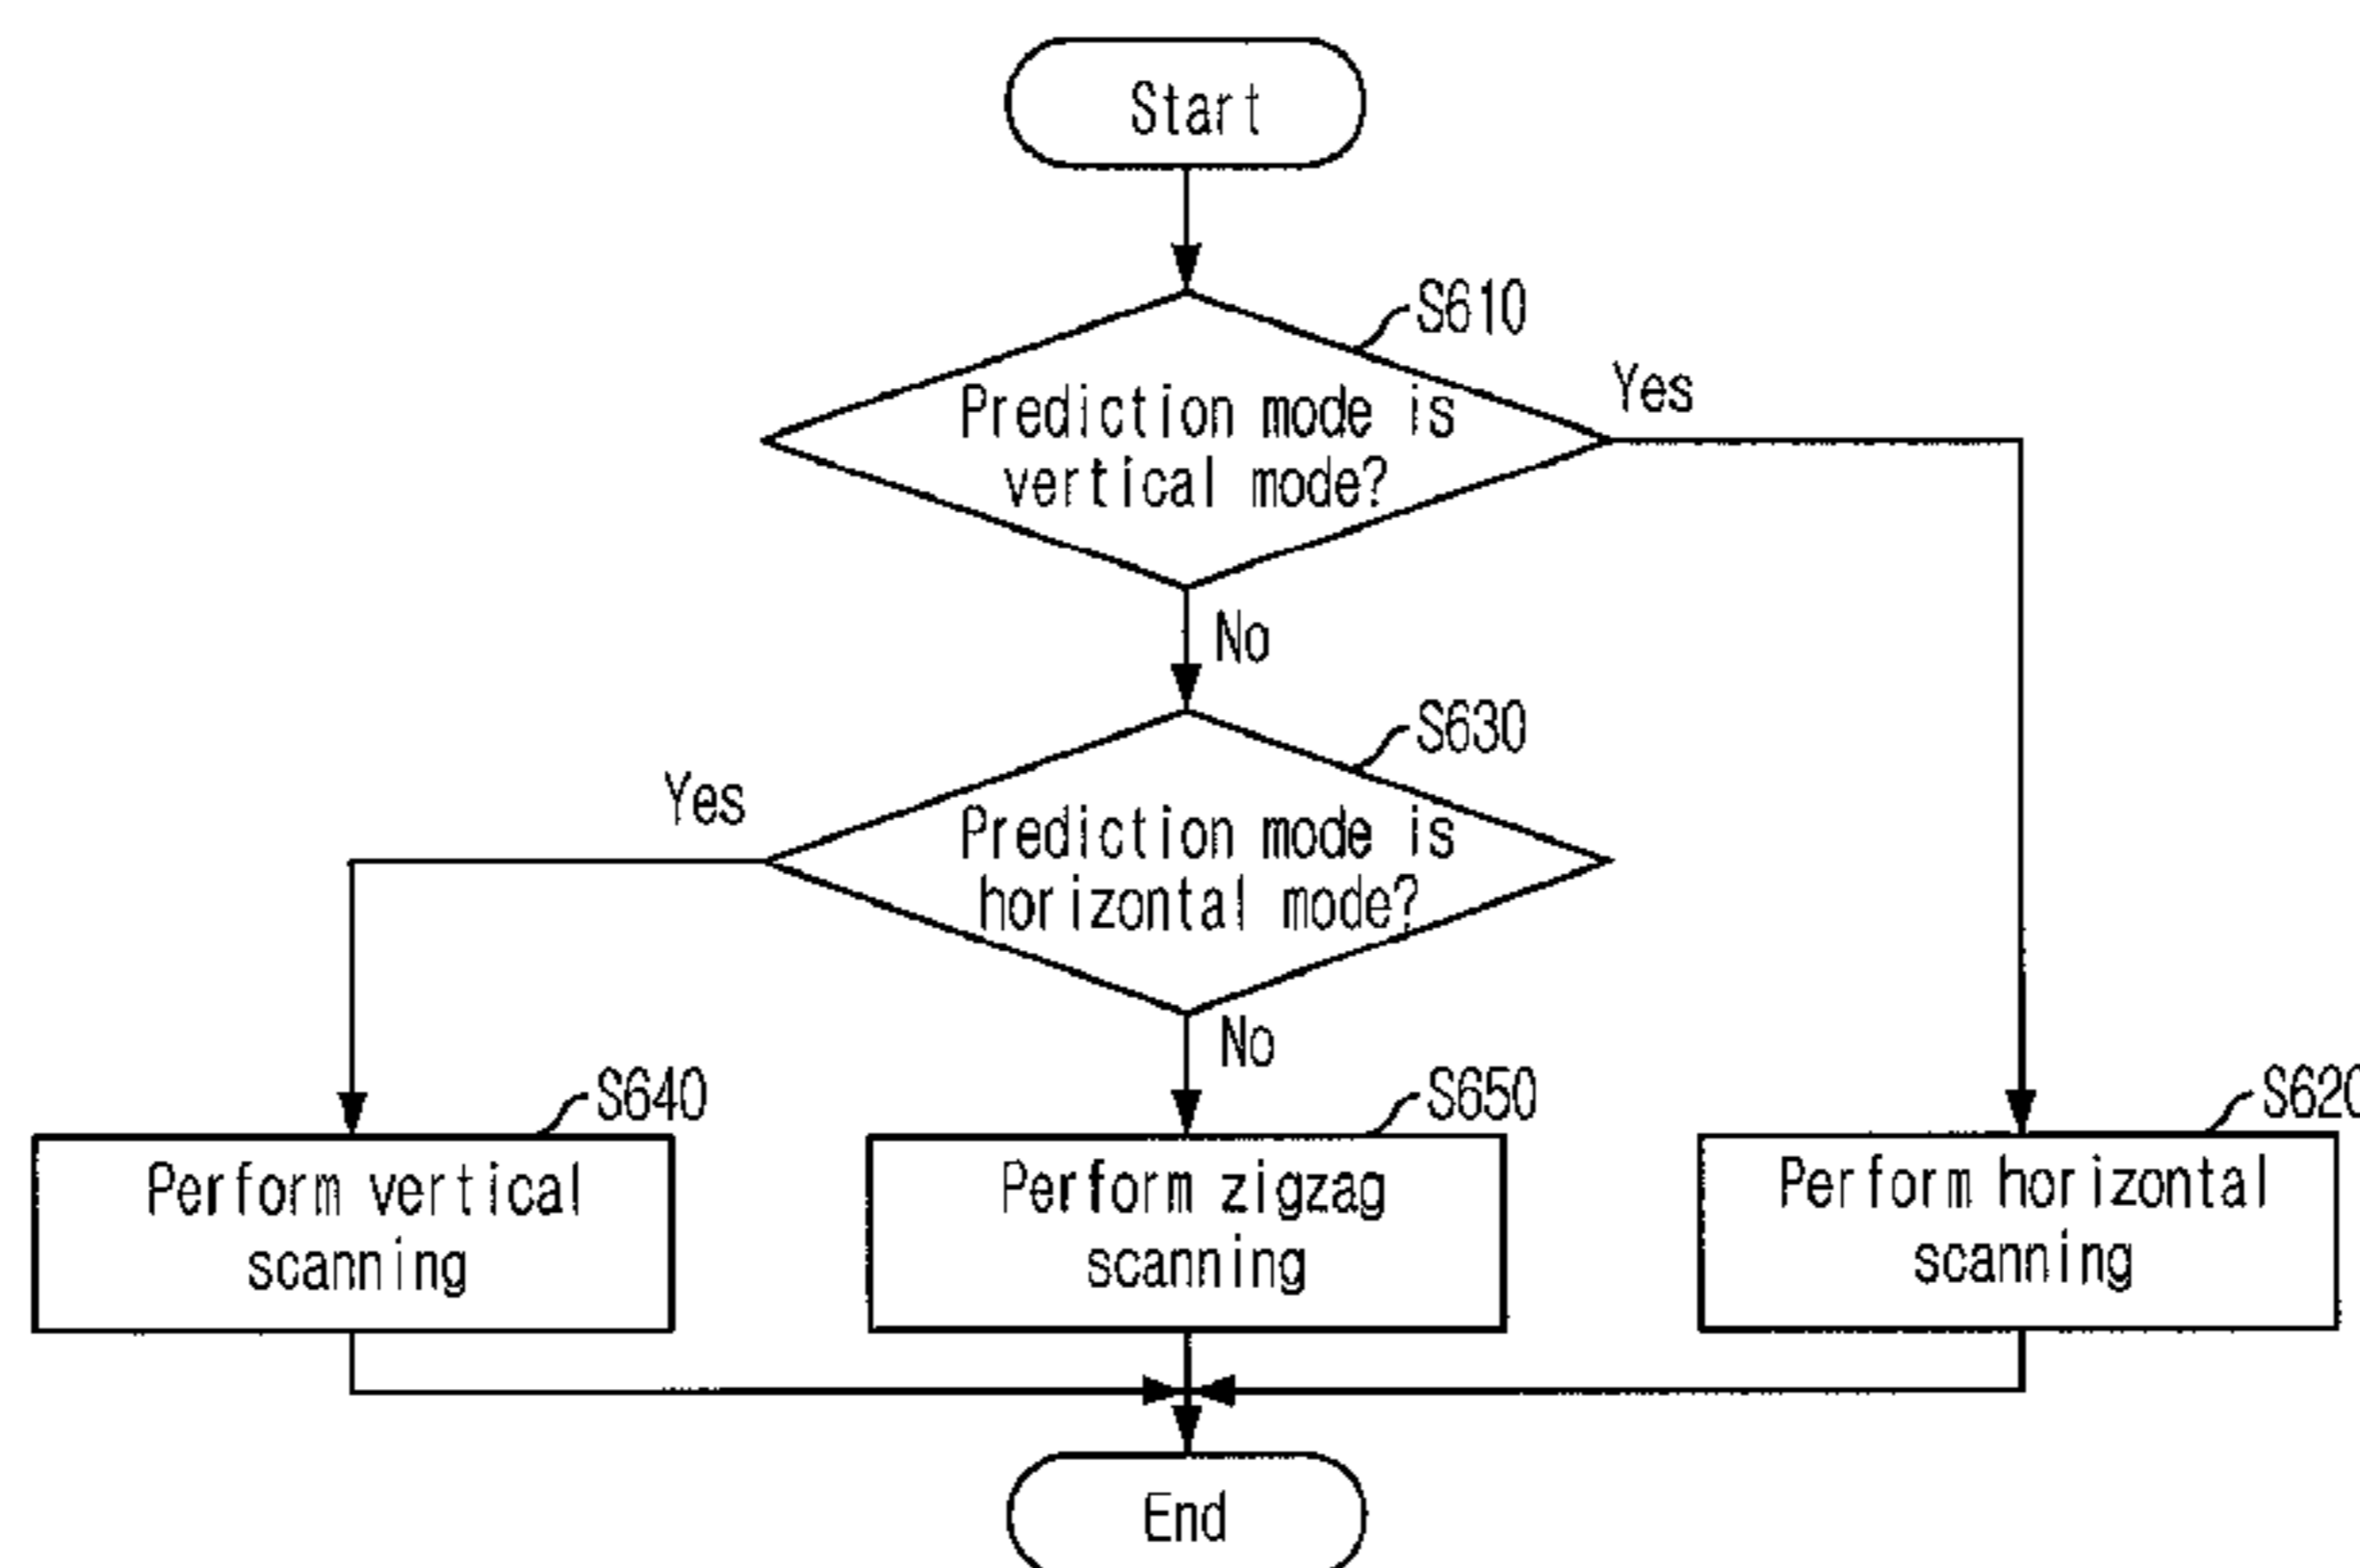 Start
S610
Prediction mode is
vertical mode?
Yes
No
S630
Prediction mode is
horizontal mode?
Yes
No
S640
Perform vertical
scanning
S650
Perform zigzag
scanning
S620
Perform horizontal
scanning
End